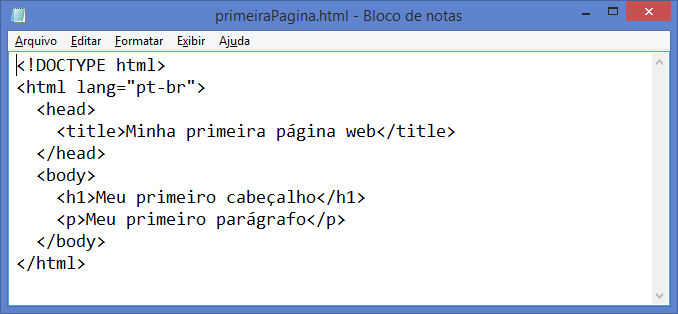 primeiraPagina.html - Bloco de notas
Arquivo Editar Formatar Exibir Ajuda
<!DOCTYPE html>
<html lang="pt-br">
  <head>
    <title>Minha primeira página web</title>
  </head>
  <body>
    <h1>Meu primeiro cabeçalho</h1>
    <p>Meu primeiro parágrafo</p>
  </body>
</html>